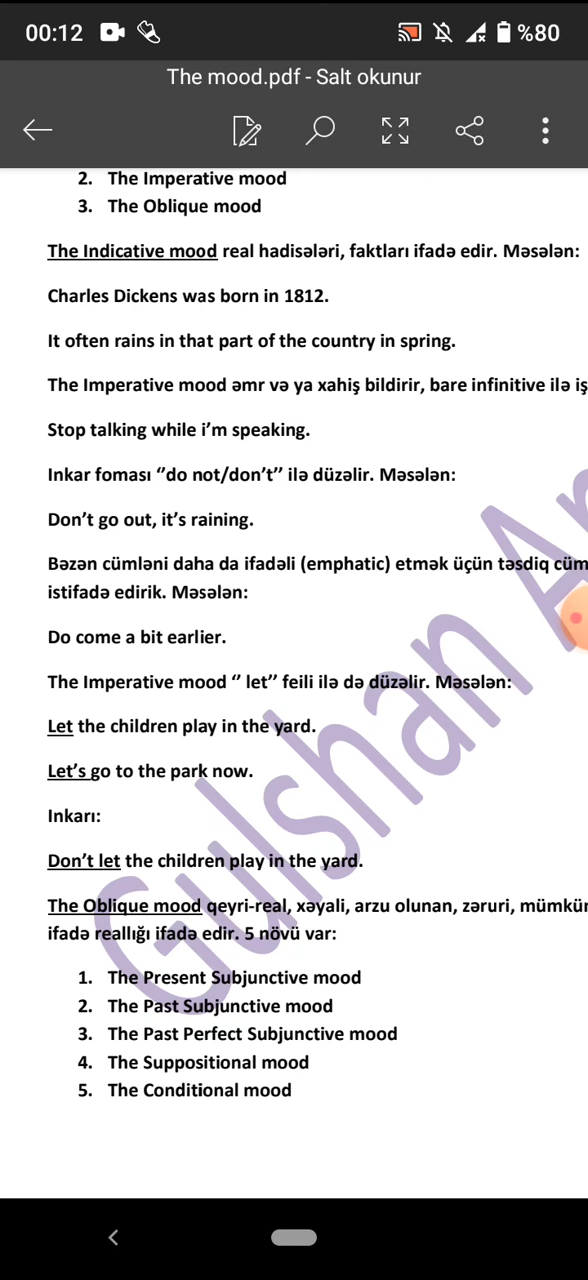 00:12 %80
The mood.pdf - Salt okunur
2. The Imperative mood
3. The Oblique mood
The Indicative mood real hadisələri, faktları ifadə edir. Məsələn:
Charles Dickens was born in 1812.
It often rains in that part of the country in spring.
The Imperative mood əmr və ya xahiş bildirir, bare infinitive ilə iş
Stop talking while i’m speaking.
Inkar foması ‘’do not/don’t’’ ilə düzəlir. Məsələn:
Don’t go out, it’s raining.
Bəzən cümləni daha da ifadəli (emphatic) etmək üçün təsdiq cüm
istifadə edirik. Məsələn:
Do come a bit earlier.
The Imperative mood ‘’ let’’ feili ilə də düzəlir. Məsələn:
Let the children play in the yard.
Let’s go to the park now.
Inkarı:
Don’t let the children play in the yard.
The Oblique mood qeyri-real, xəyali, arzu olunan, zəruri, mümkün
ifadə reallığı ifadə edir. 5 növü var:
1. The Present Subjunctive mood
2. The Past Subjunctive mood
3. The Past Perfect Subjunctive mood
4. The Suppositional mood
5. The Conditional mood
Gulshan